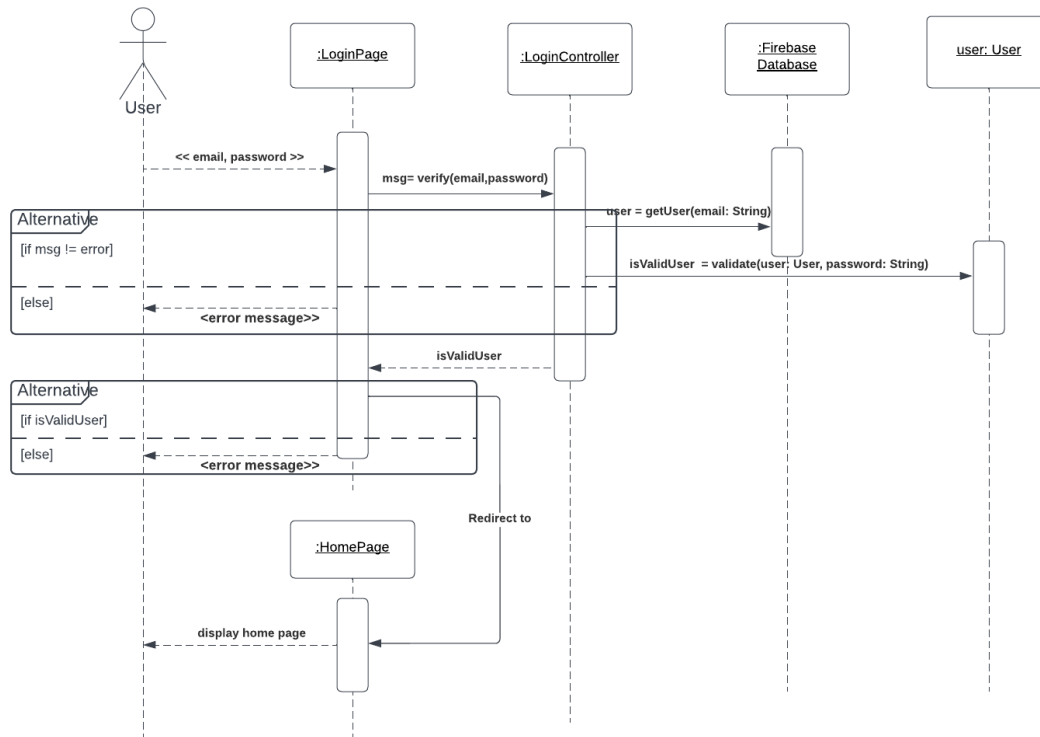 User
:LoginPage
:LoginController
:Firebase
Database
user: User
<< email, password >>
msg= verify(email,password)
user = getUser(email: String)
Alternative
[if msg != error]
isValidUser = validate(user: User, password: String)
[else]
<error message>>
isValidUser
Alternative
[if isValidUser]
[else]
<error message>>
Redirect to
:HomePage
display home page